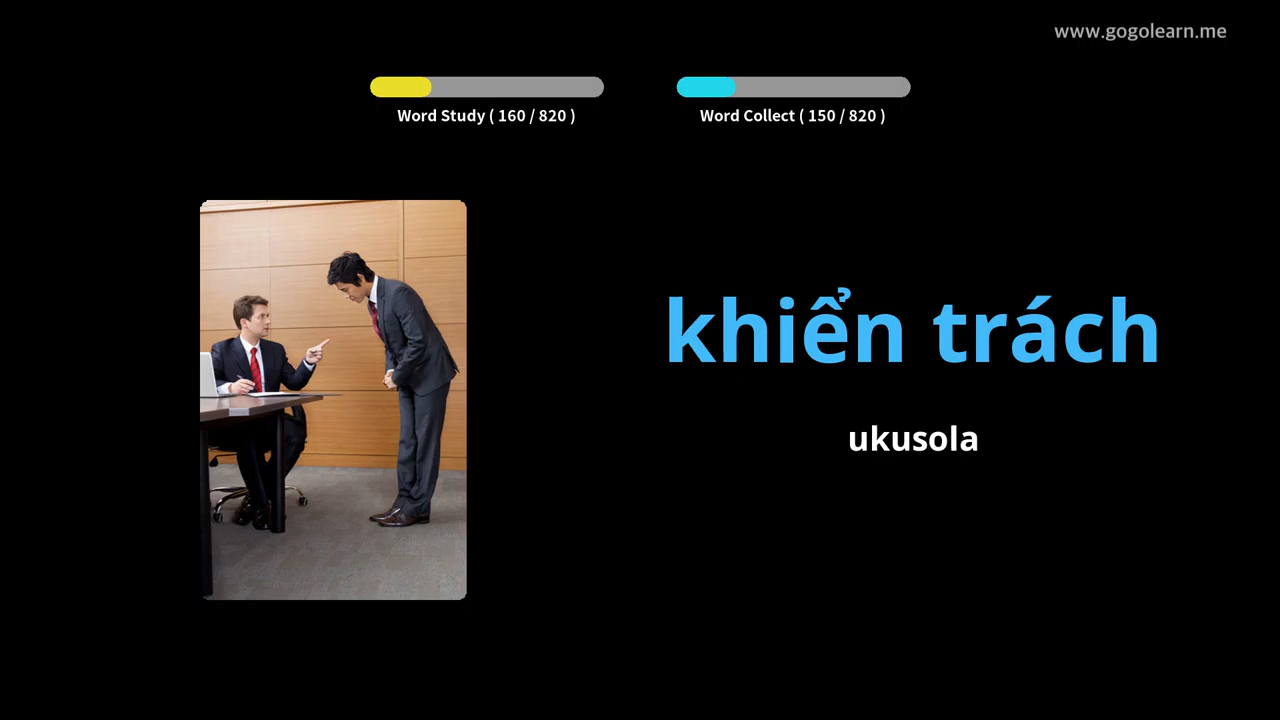 www.gogolearn.me
Word Study ( 160 / 820 )
Word Collect ( 150 / 820 )
khiển trách
ukusola